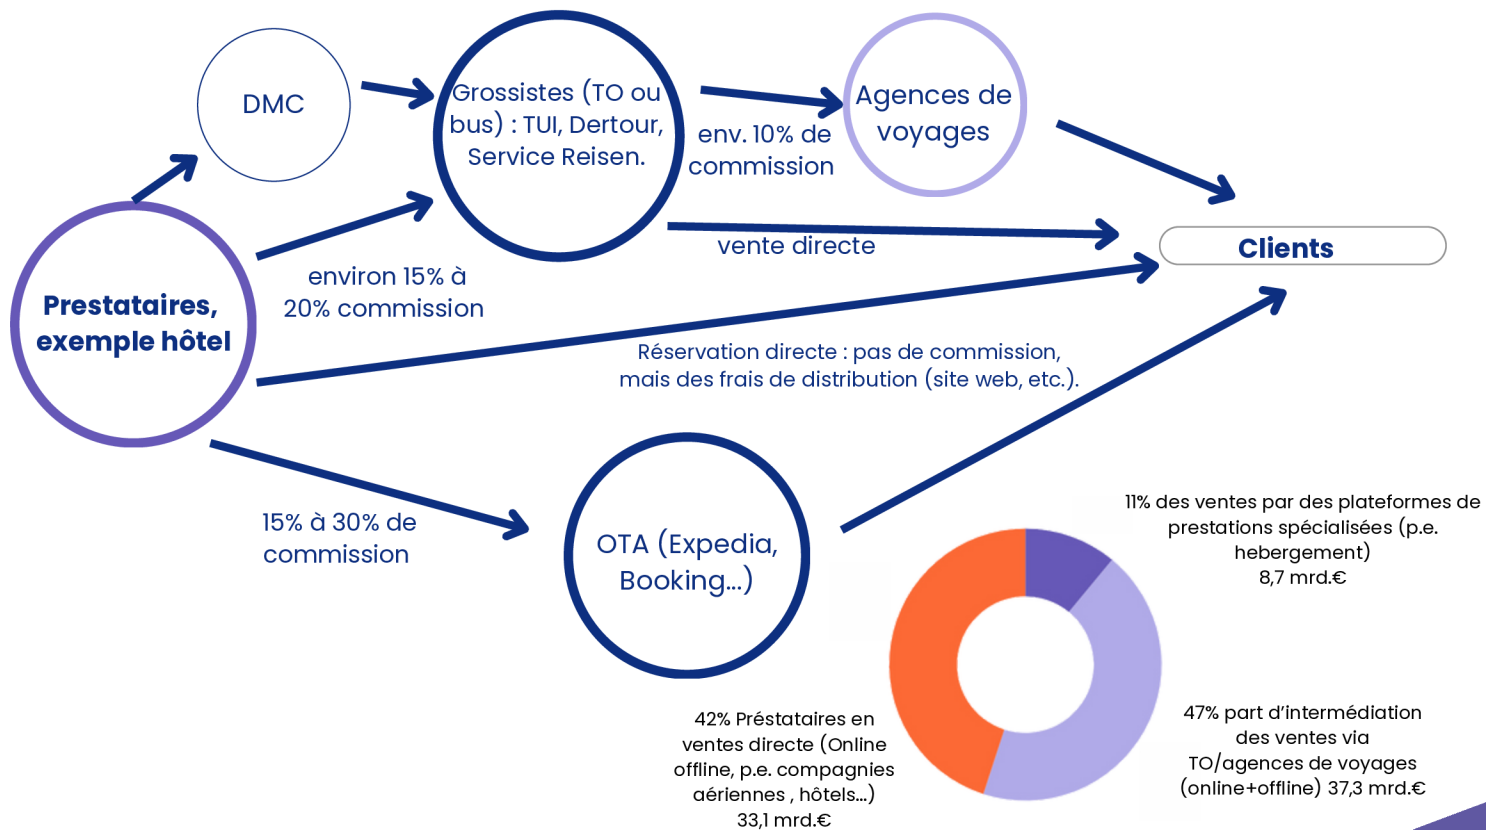 DMC
Grossistes (TO ou
bus) : TUI, Dertour,
Service Reisen.
env. 10% de
commission
Agences de
voyages
vente directe
Clients
environ 15% à
20% commission
Prestataires,
exemple hôtel
Réservation directe : pas de commission,
mais des frais de distribution (site web, etc.).
15% à 30% de
commission
OTA (Expedia,
Booking...)
11% des ventes par des plateformes de
prestations spécialisées (p.e.
hebergement)
8,7 mrd.€
42% Préstataires en
ventes directe (Online
offline, p.e. compagnies
aériennes , hôtels...)
33,1 mrd.€
47% part d’intermédiation
des ventes via
TO/agences de voyages
(online+offline) 37,3 mrd.€